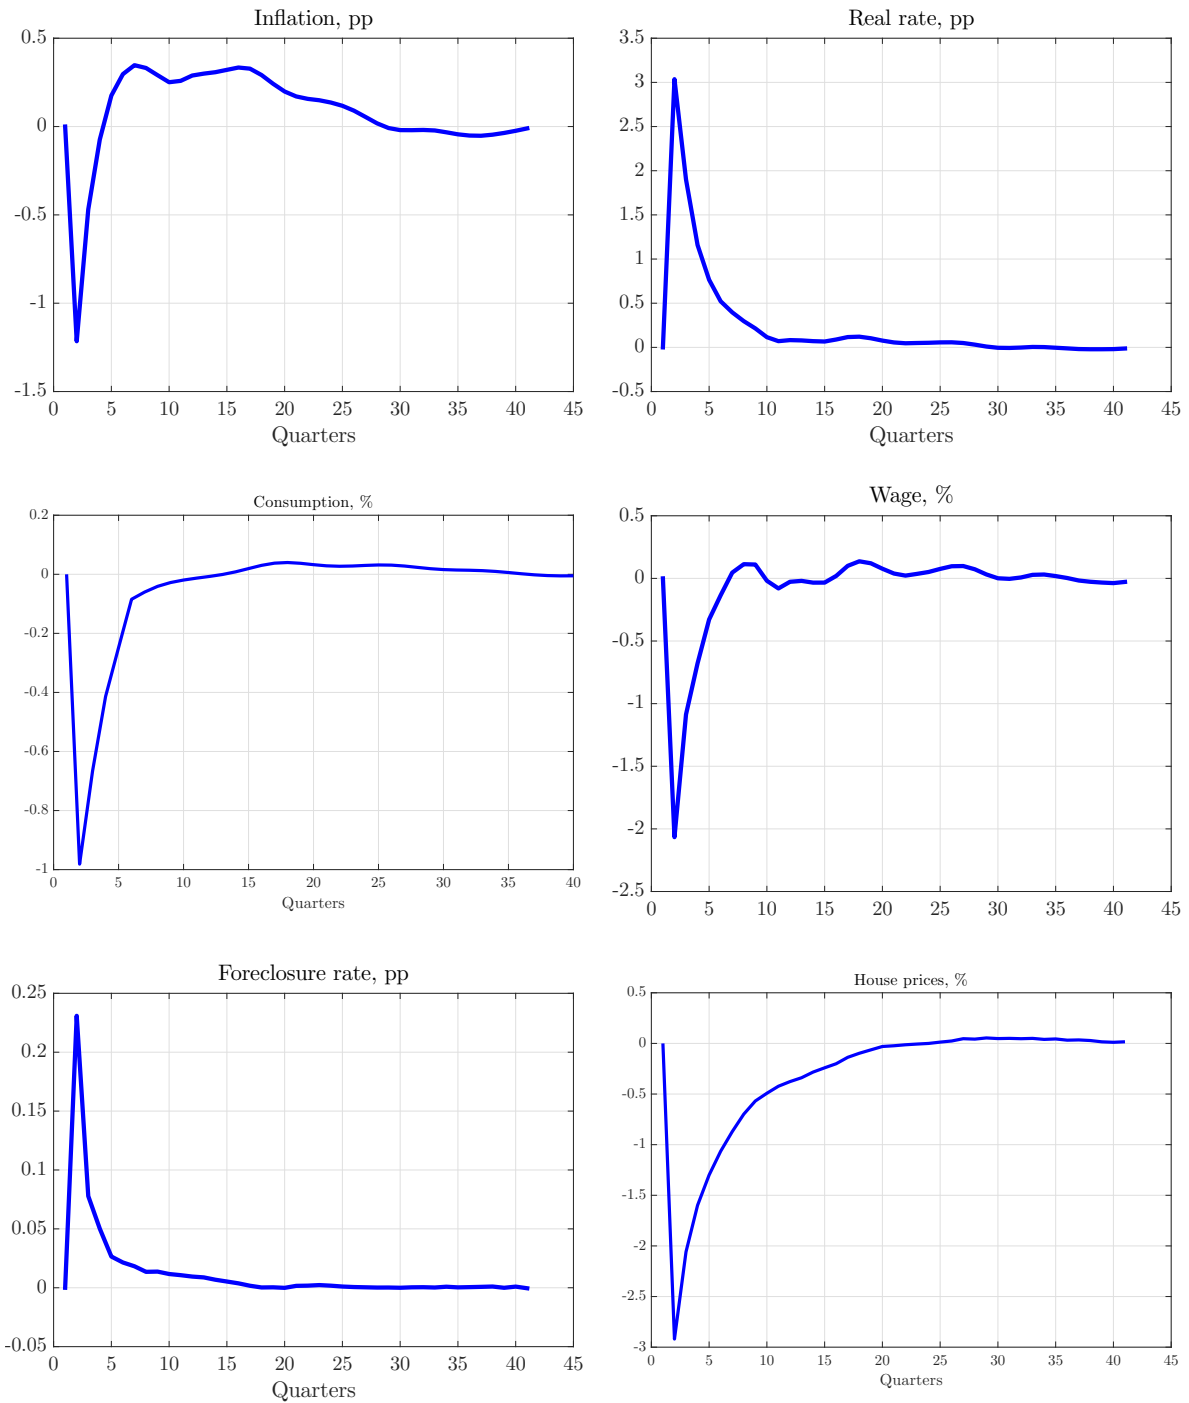 Inflation, pp
0.5
0
-0.5
-1
-1.5
0 5 10 15 20 25 30 35 40 45
Quarters
Real rate, pp
3.5
3
2.5
2
1.5
1
0.5
0
-0.5
0 5 10 15 20 25 30 35 40 45
Quarters
Consumption, %
0.2
0
-0.2
-0.4
-0.6
-0.8
-1
0 5 10 15 20 25 30 35 40
Quarters
Wage, %
0.5
0
-0.5
-1
-1.5
-2
-2.5
0 5 10 15 20 25 30 35 40 45
Quarters
Foreclosure rate, pp
0.25
0.2
0.15
0.1
0.05
0
-0.05
0 5 10 15 20 25 30 35 40 45
Quarters
House prices, %
0.5
0
-0.5
-1
-1.5
-2
-2.5
-3
0 5 10 15 20 25 30 35 40 45
Quarters